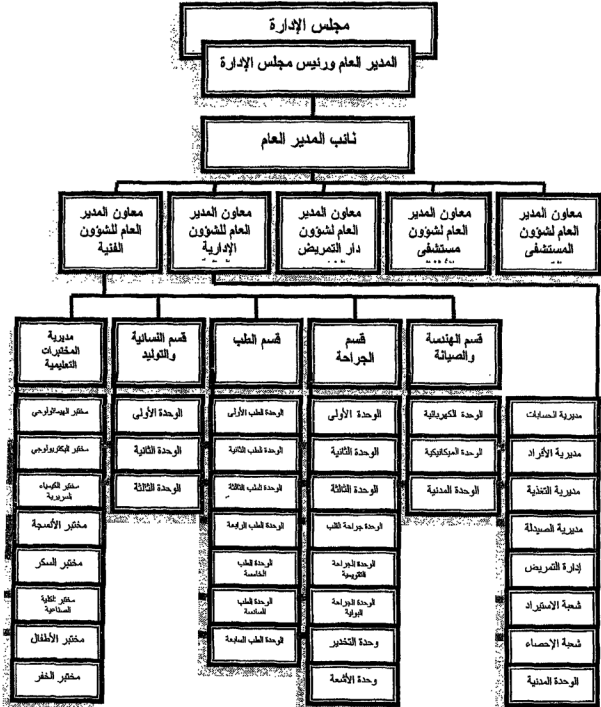 مجلس الإدارة
المدير العام ورئيس مجلس الإدارة
نائب المدير العام
معاون المدير
العام لشؤون
المستشفى
معاون المدير
العام لشؤون
مستشفى
معاون المدير
العام لشؤون
دار التمريض
معاون المدير
العام للشؤون
الإدارية
معاون المدير
العام للشؤون
الفنية
قسم الهندسة
والصيانة
الوحدة الكهربائية
الوحدة الميكانيكية
الوحدة المدنية
قسم
الجراحة
الوحدة الأولى
الوحدة الثانية
الوحدة الثالثة
الوحدة جراحة القلب
الوحدة الجراحة
التقويمية
الوحدة الجراحة
البولية
وحدة التخدير
وحدة الأشعة
قسم الطب
الوحدة الطب الأولى
الوحدة الطب الثانية
الوحدة الطب الثالثة
الوحدة الطب الرابعة
الوحدة الطب
الخامسة
الوحدة الطب
السادسة
الوحدة الطب السابعة
قسم النسائية
والتوليد
الوحدة الأولى
الوحدة الثانية
الوحدة الثالثة
مديرية
المختبرات
التعليمية
مختبر الهيماتولوجي
مختبر البكتريولوجي
مختبر الكيمياء
السريرية
مختبر الأنسجة
مختبر السكر
مختبر الكلية
الصناعية
مختبر الأطفال
مختبر الخفر
مديرية الحسابات
مديرية الأفراد
مديرية التغذية
مديرية الصيدلة
إدارة التمريض
شعبة الاستيراد
شعبة الإحصاء
الوحدة المدنية